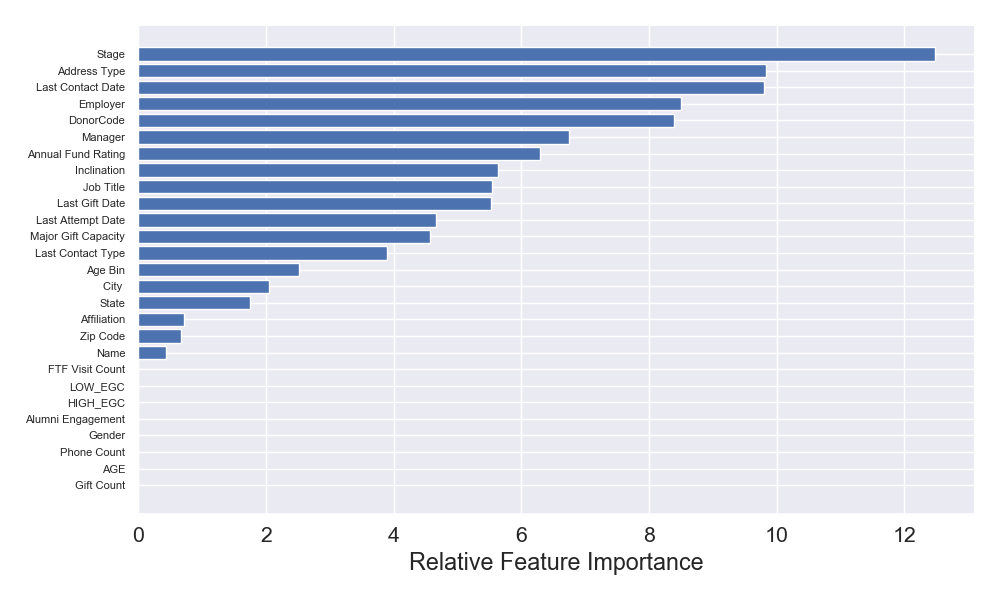 Stage
Address Type
Last Contact Date
Employer
DonorCode
Manager
Annual Fund Rating
Inclination
Job Title
Last Gift Date
Last Attempt Date
Major Gift Capacity
Last Contact Type
Age Bin
City
State
Affiliation
Zip Code
Name
FTF Visit Count
LOW_EGC
HIGH_EGC
Alumni Engagement
Gender
Phone Count
AGE
Gift Count
0 2 4 6 8 10 12
Relative Feature Importance